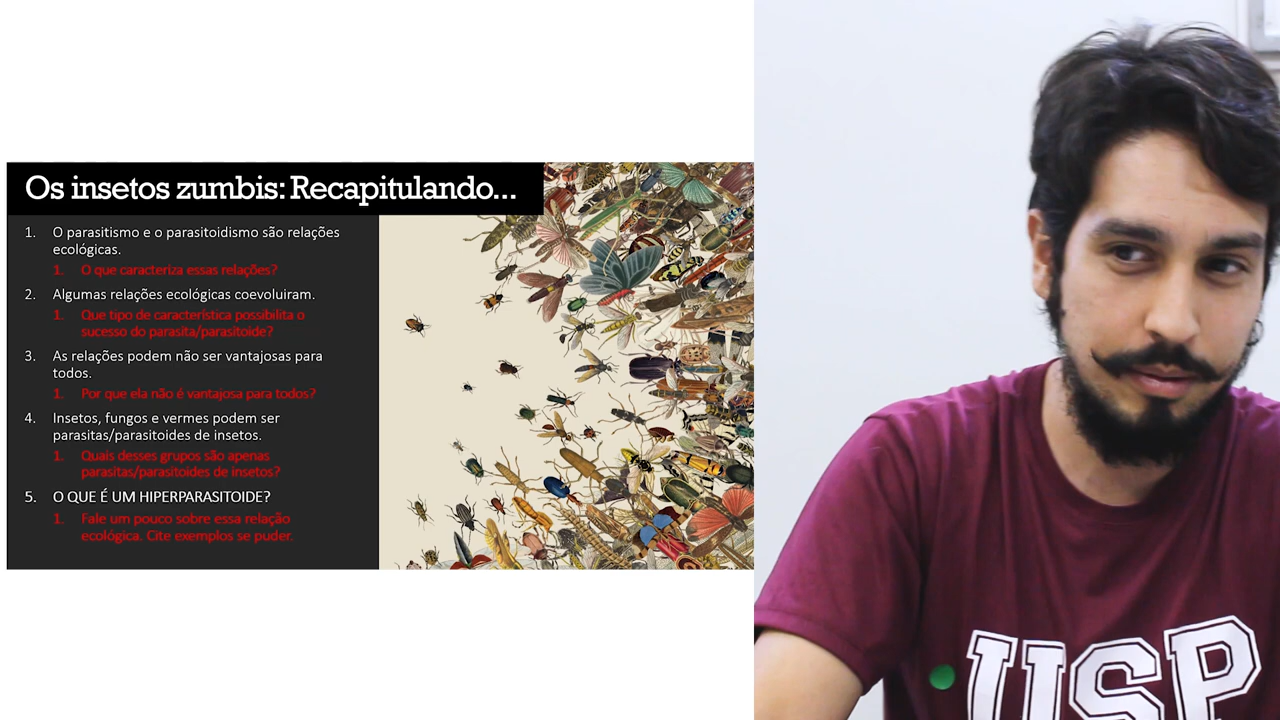 Os insetos zumbis: Recapitulando...
1. O parasitismo e o parasitoidismo são relações
ecológicas.
1. O que caracteriza essas relações?
2. Algumas relações ecológicas coevoluiram.
1. Que tipo de característica possibilita o
sucesso do parasita/parasitoide?
3. As relações podem não ser vantajosas para
todos.
1. Por que ela não é vantajosa para todos?
4. Insetos, fungos e vermes podem ser
parasitas/parasitoides de insetos.
1. Quais desses grupos são apenas
parasitas/parasitoides de insetos?
5. O QUE É UM HIPERPARASITOIDE?
1. Fale um pouco sobre essa relação
ecológica. Cite exemplos se puder.
USP